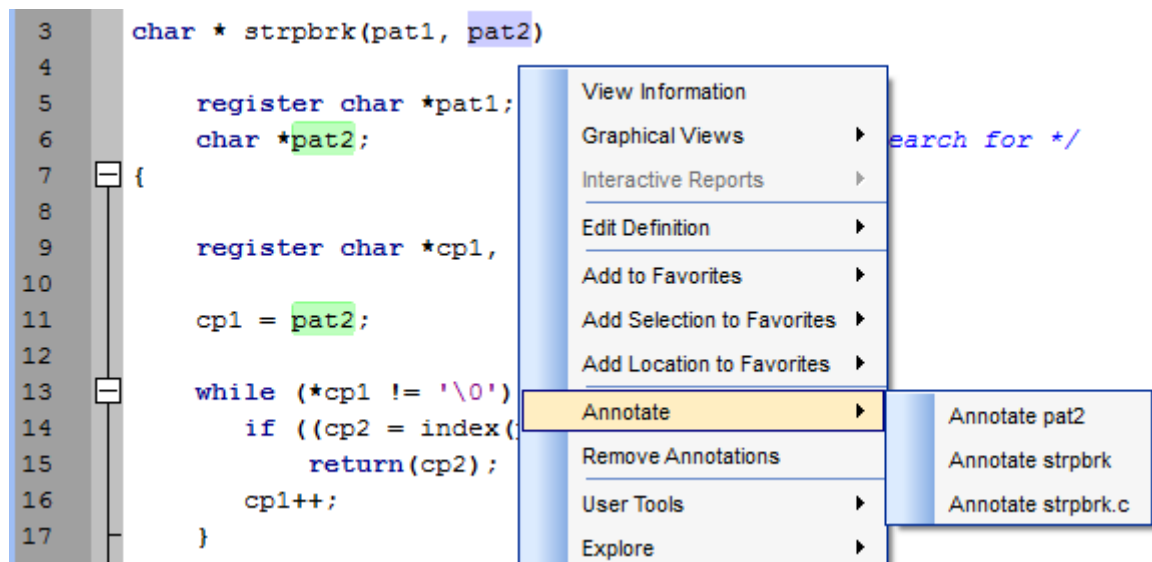 3 char * strpbrk(pat1, pat2)
4
5 register char *pat1;
6 char *pat2; earch for */
7 {
8
9 register char *cp1,
10
11 cp1 = pat2;
12
13 while (*cp1 != '\0')
14 if ((cp2 = index(
15 return(cp2);
16 cp1++;
17 }
View Information
Graphical Views
Interactive Reports
Edit Definition
Add to Favorites
Add Selection to Favorites
Add Location to Favorites
Annotate
Remove Annotations
User Tools
Explore
Annotate pat2
Annotate strpbrk
Annotate strpbrk.c